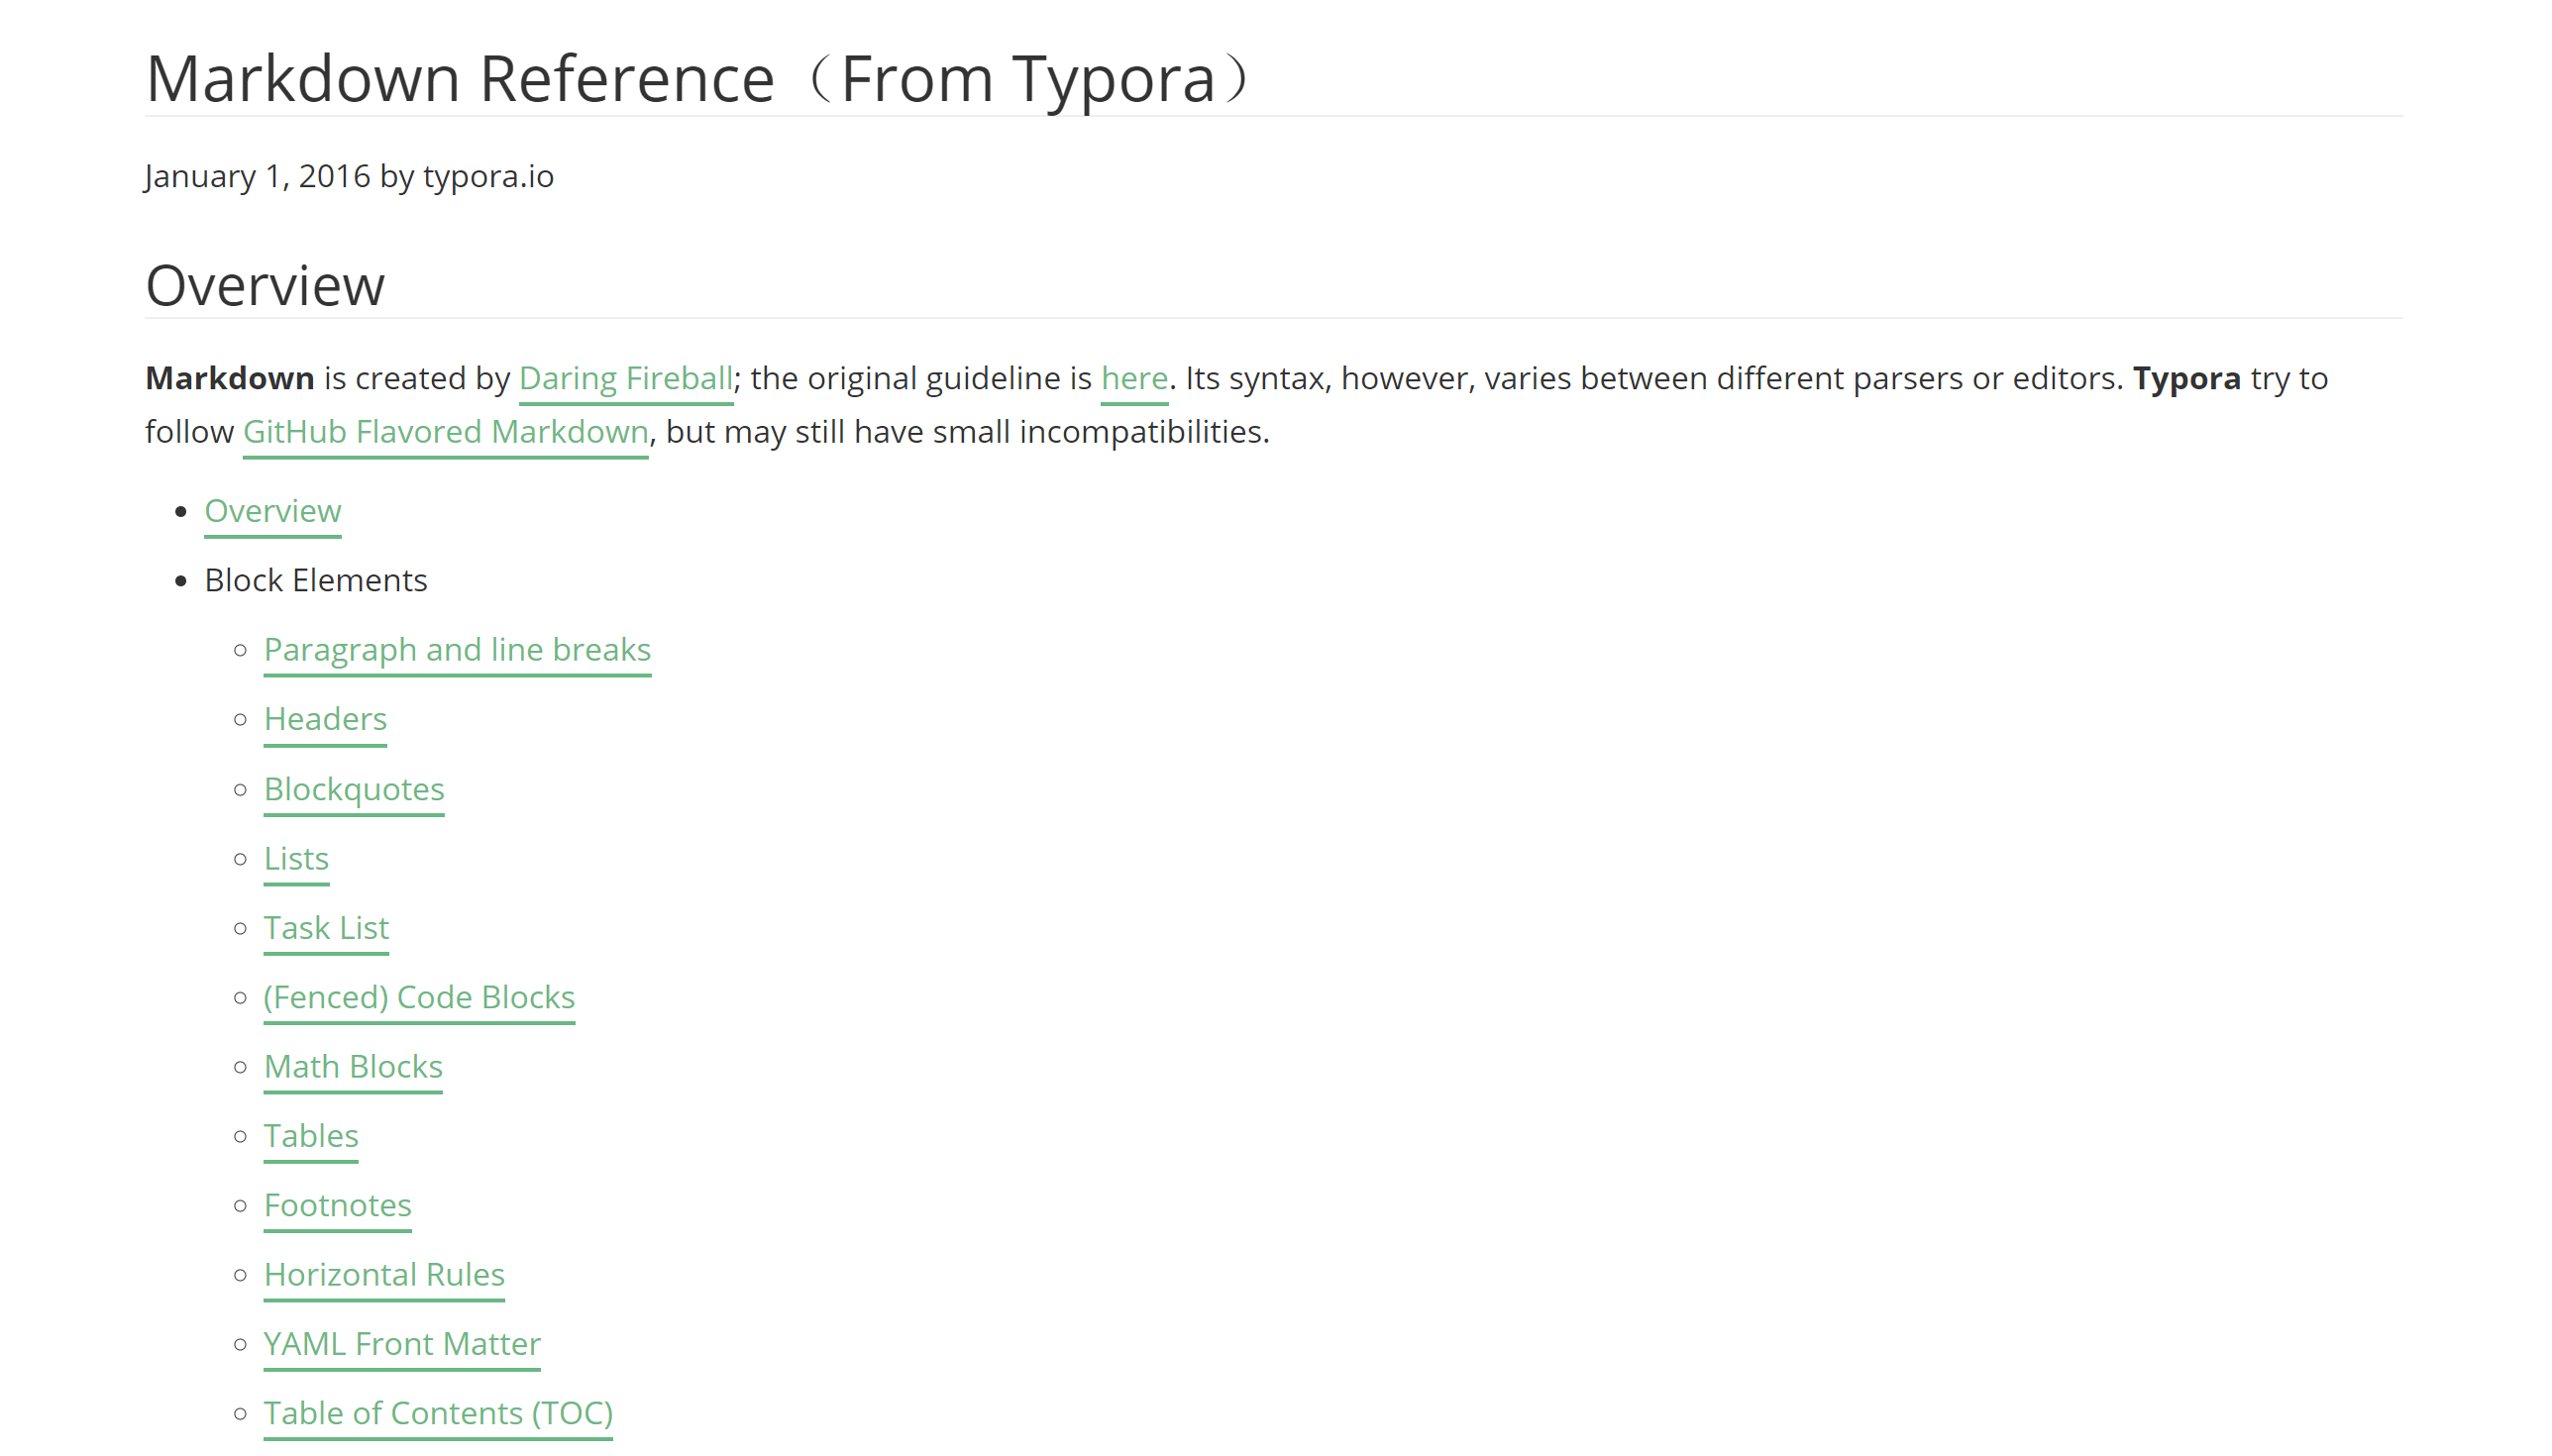 Markdown Reference（From Typora）
January 1, 2016 by typora.io
Overview
Markdown is created by Daring Fireball; the original guideline is here. Its syntax, however, varies between different parsers or editors. Typora try to
follow GitHub Flavored Markdown, but may still have small incompatibilities.
Overview
Block Elements
Paragraph and line breaks
Headers
Blockquotes
Lists
Task List
(Fenced) Code Blocks
Math Blocks
Tables
Footnotes
Horizontal Rules
YAML Front Matter
Table of Contents (TOC)